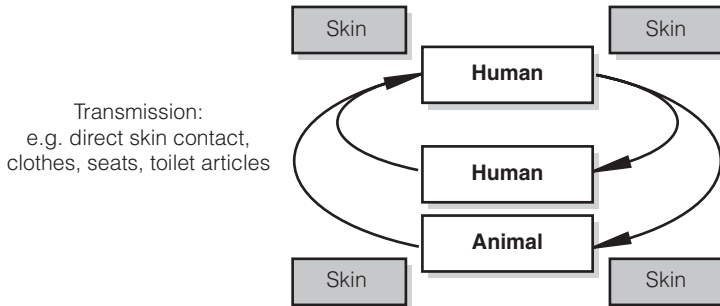 Skin
Skin
Human
Transmission:
e.g. direct skin contact,
clothes, seats, toilet articles
Human
Animal
Skin
Skin